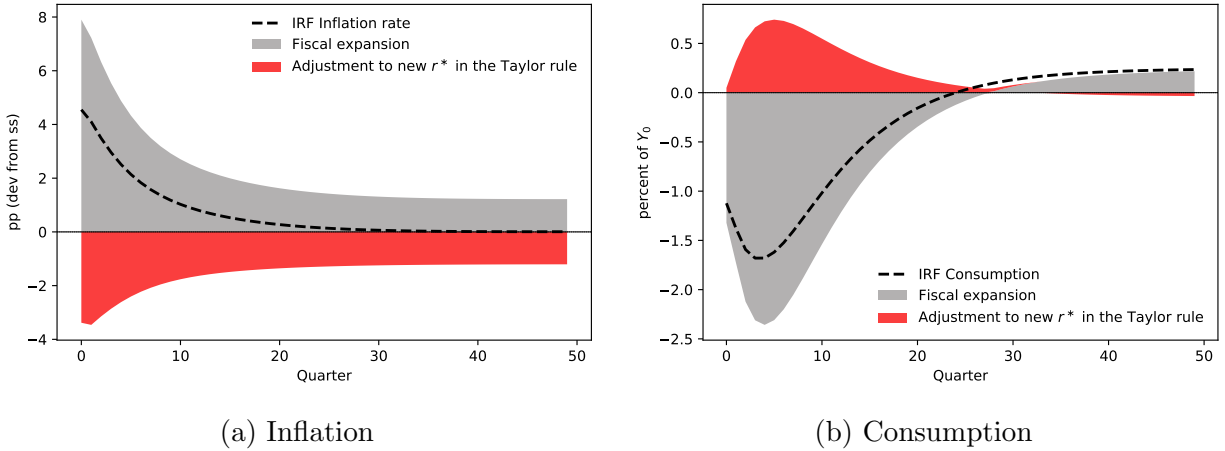 8
6
4
2
0
−2
−4
pp (dev from ss)
IRF Inflation rate
Fiscal expansion
Adjustment to new r* in the Taylor rule
0 10 20 30 40 50
Quarter
(a) Inflation
0.5
0.0
−0.5
−1.0
−1.5
−2.0
−2.5
percent of Y₀
IRF Consumption
Fiscal expansion
Adjustment to new r* in the Taylor rule
0 10 20 30 40 50
Quarter
(b) Consumption